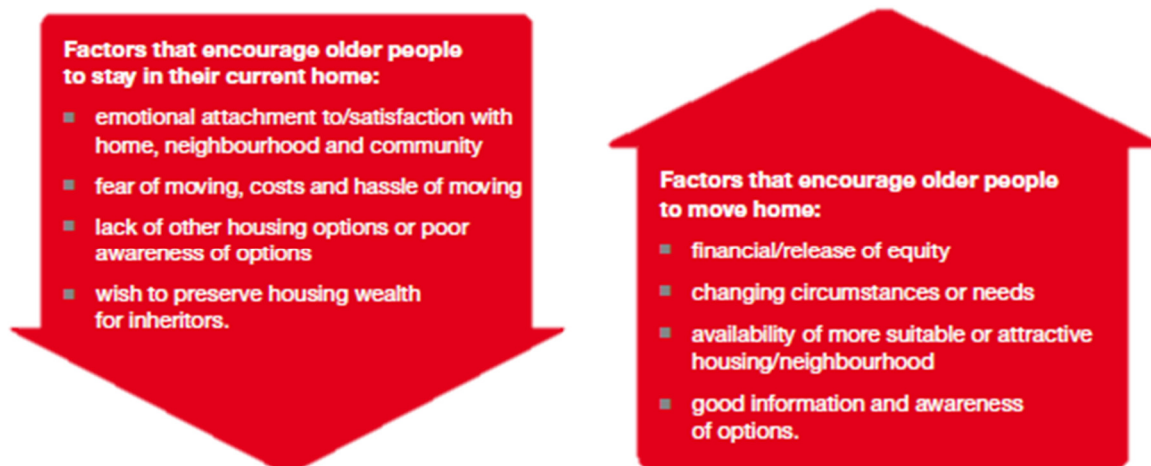 Factors that encourage older people
to stay in their current home:
■ emotional attachment to/satisfaction with
home, neighbourhood and community
■ fear of moving, costs and hassle of moving
■ lack of other housing options or poor
awareness of options
■ wish to preserve housing wealth
for inheritors.
Factors that encourage older people
to move home:
■ financial/release of equity
■ changing circumstances or needs
■ availability of more suitable or attractive
housing/neighbourhood
■ good information and awareness
of options.